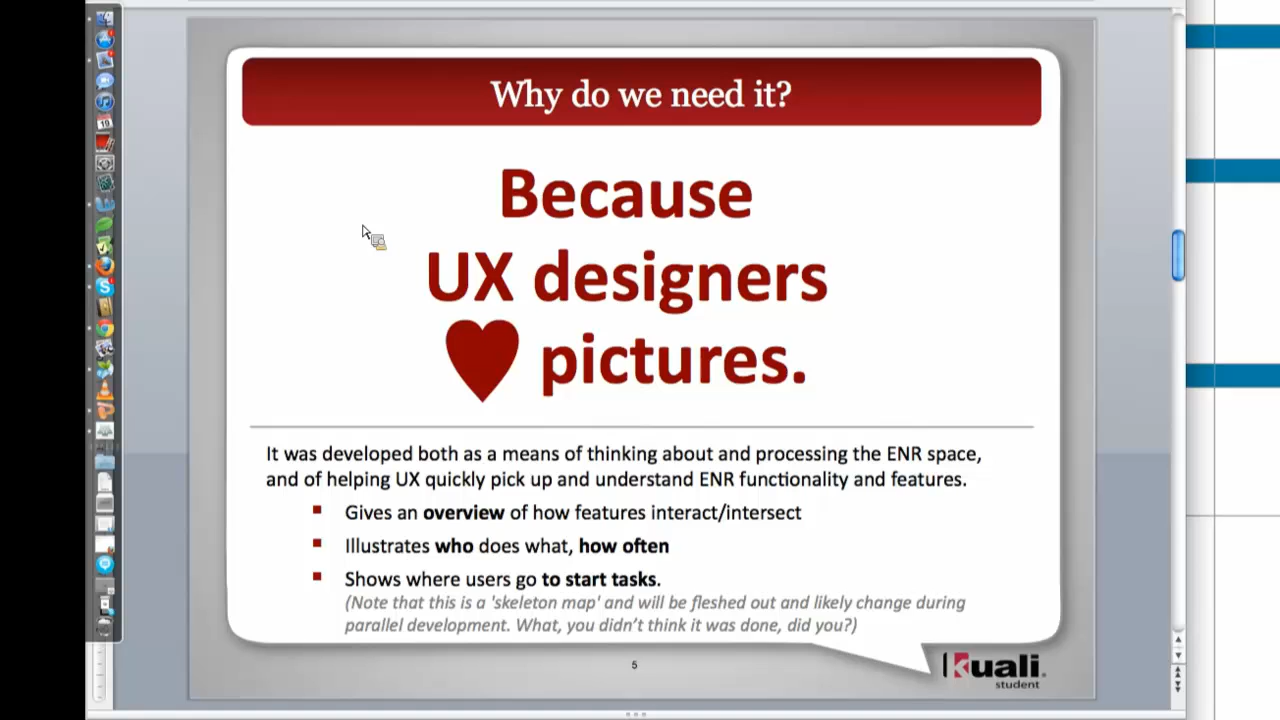 Why do we need it?
Because
UX designers
♥ pictures.
It was developed both as a means of thinking about and processing the ENR space,
and of helping UX quickly pick up and understand ENR functionality and features.
Gives an overview of how features interact/intersect
Illustrates who does what, how often
Shows where users go to start tasks.
(Note that this is a 'skeleton map' and will be fleshed out and likely change during
parallel development. What, you didn't think it was done, did you?)
5
kuali
student
19